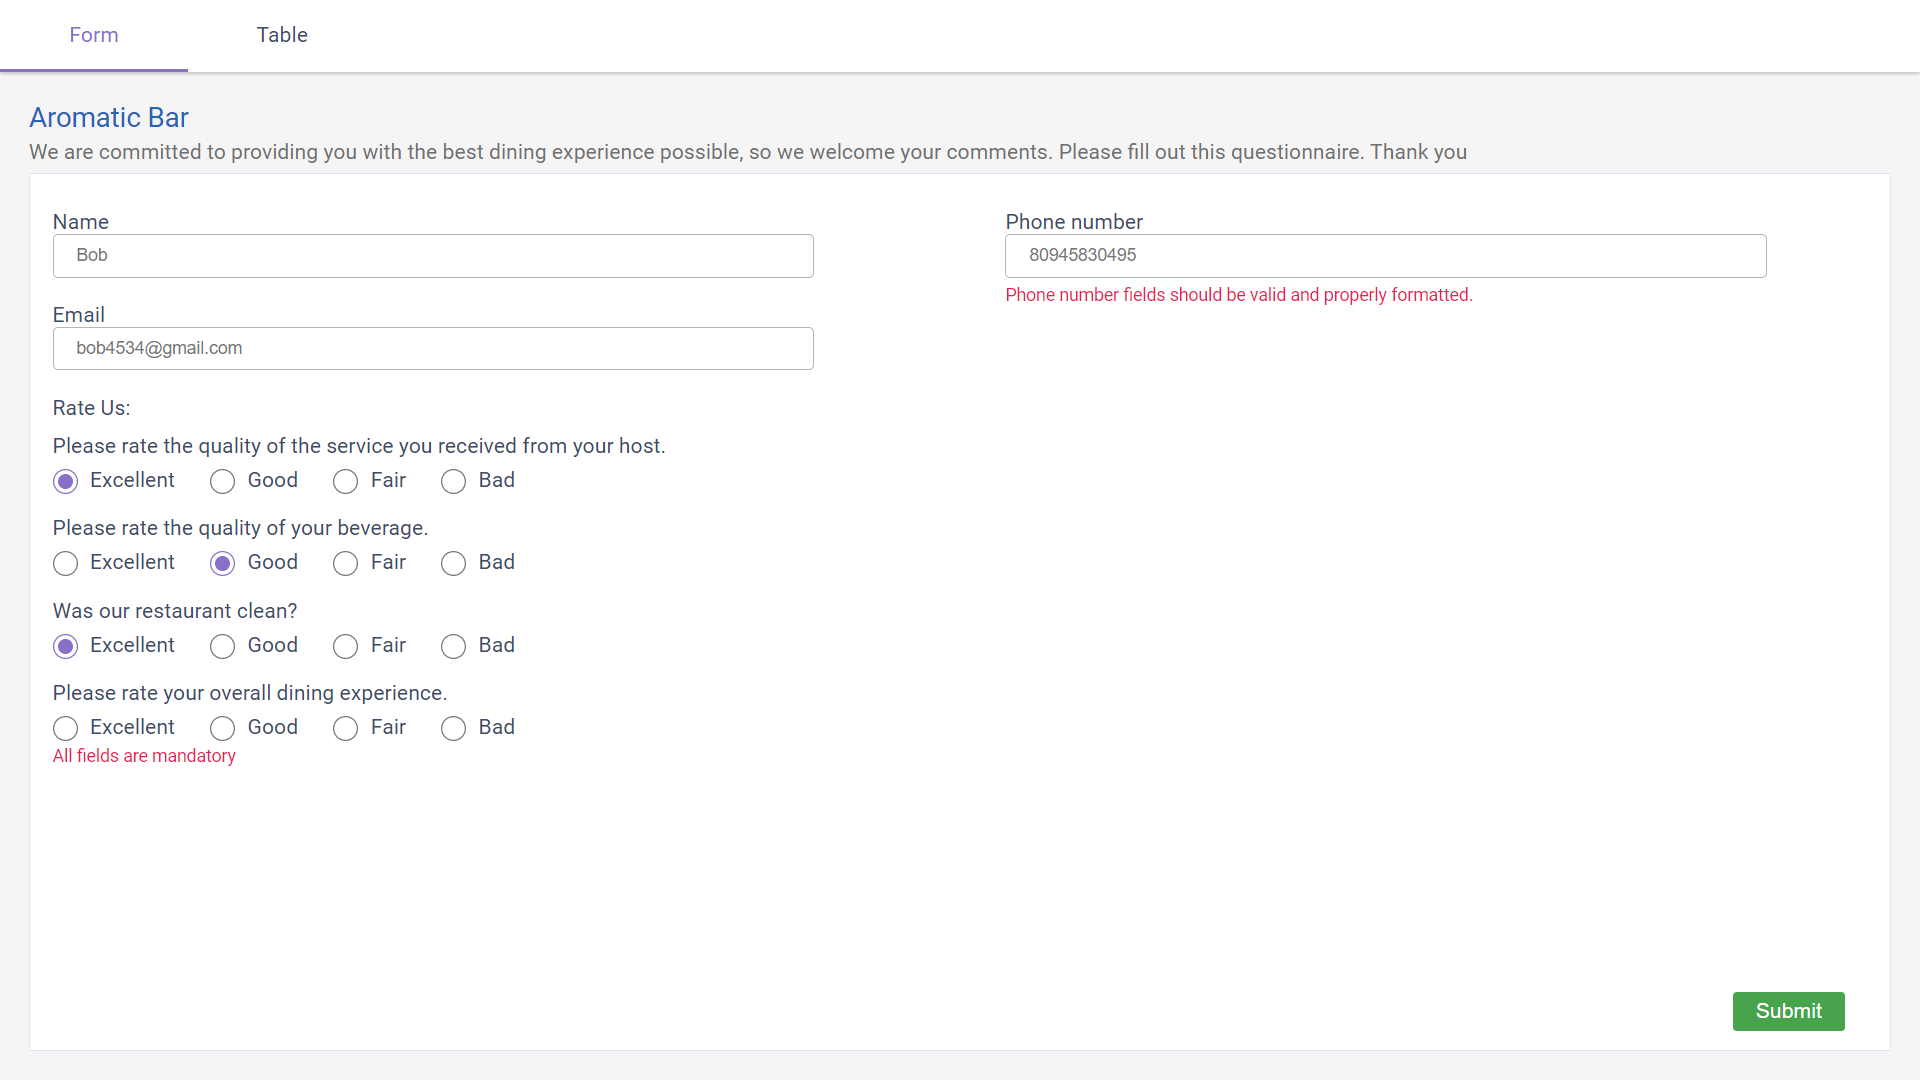 Form
Table
Aromatic Bar
We are committed to providing you with the best dining experience possible, so we welcome your comments. Please fill out this questionnaire. Thank you
Name
Bob
Phone number
80945830495
Phone number fields should be valid and properly formatted.
Email
bob4534@gmail.com
Rate Us:
Please rate the quality of the service you received from your host.
Excellent Good Fair Bad
Please rate the quality of your beverage.
Excellent Good Fair Bad
Was our restaurant clean?
Excellent Good Fair Bad
Please rate your overall dining experience.
Excellent Good Fair Bad
All fields are mandatory
Submit